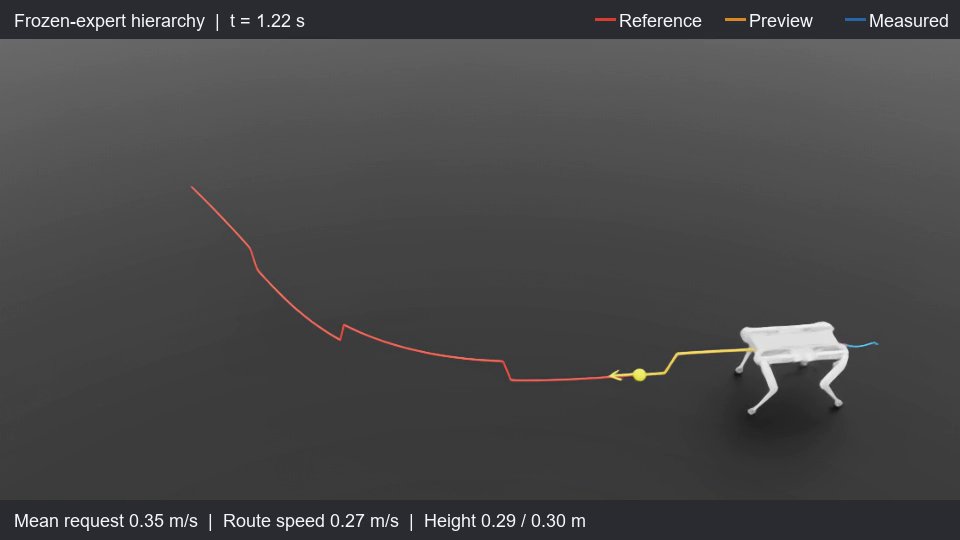 Frozen-expert hierarchy | t = 1.22 s
Reference Preview Measured
Mean request 0.35 m/s | Route speed 0.27 m/s | Height 0.29 / 0.30 m